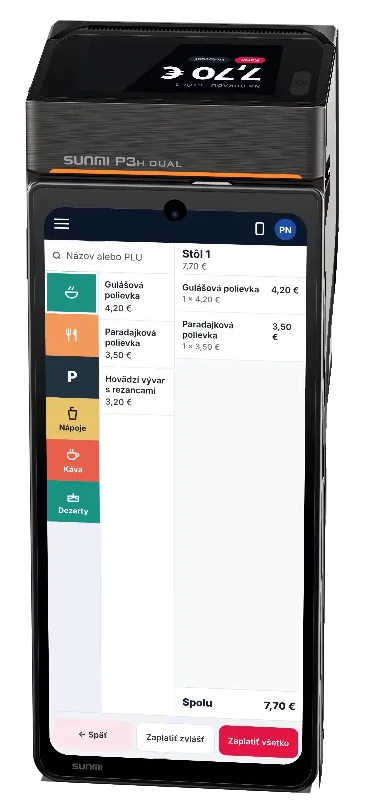 7,70 €
SUNMI P3H DUAL
PN
Názov alebo PLU
Stôl 1
7,70 €
Gulášová polievka
4,20 €
Paradajková polievka
3,50 €
Hovädzí vývar s rezancami
3,20 €
P
Nápoje
Káva
Dezerty
Gulášová polievka 4,20 €
1 × 4,20 €
Paradajková polievka 3,50 €
1 × 3,50 €
Spolu 7,70 €
← Späť
Zaplatiť zvlášť
Zaplatiť všetko
SUNMI